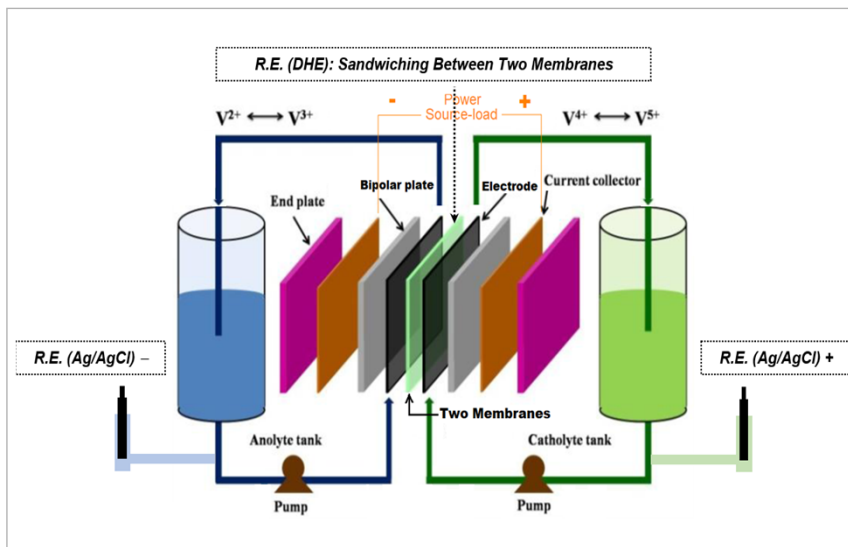 R.E. (DHE): Sandwiching Between Two Membranes
- Power +
Source-load
V2+ ⟷ V3+
V4+ ⟷ V5+
Bipolar plate
Electrode
Current collector
End plate
R.E. (Ag/AgCl) –
R.E. (Ag/AgCl) +
Two Membranes
Anolyte tank
Catholyte tank
Pump
Pump